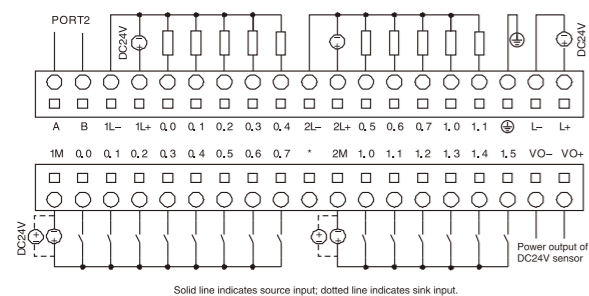 PORT2
DC24V
DC24V
A B 1L− 1L+ 0.0 0.1 0.2 0.3 0.4 2L− 2L+ 0.5 0.6 0.7 1.0 1.1 L− L+
1M 0.0 0.1 0.2 0.3 0.4 0.5 0.6 0.7 * 2M 1.0 1.1 1.2 1.3 1.4 1.5 VO− VO+
DC24V
DC24V
Power output of
DC24V sensor
Solid line indicates source input; dotted line indicates sink input.